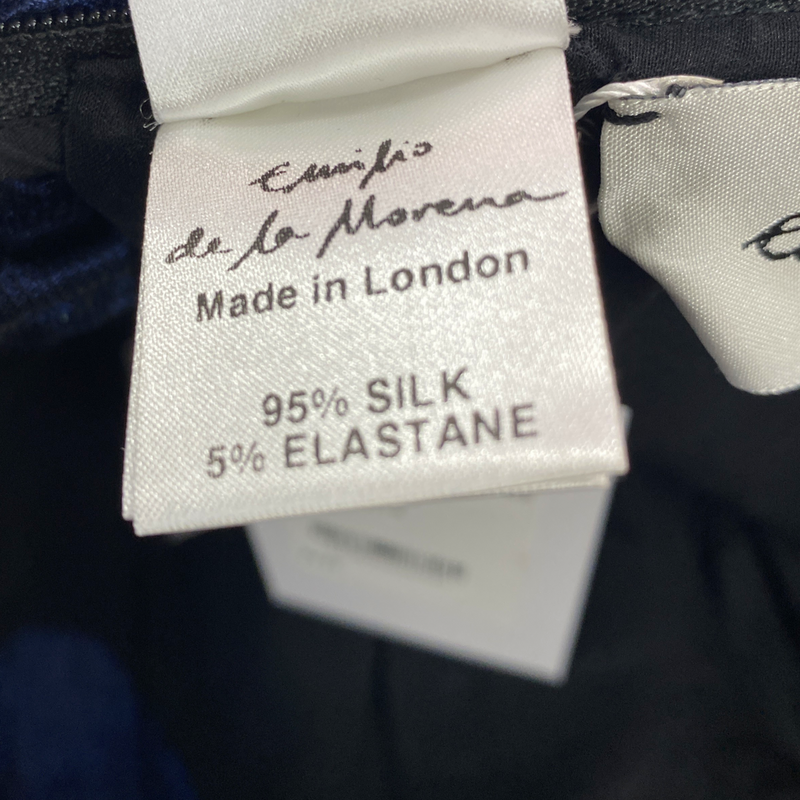 Emilio
de la Morena
Made in London
95% SILK
5% ELASTANE